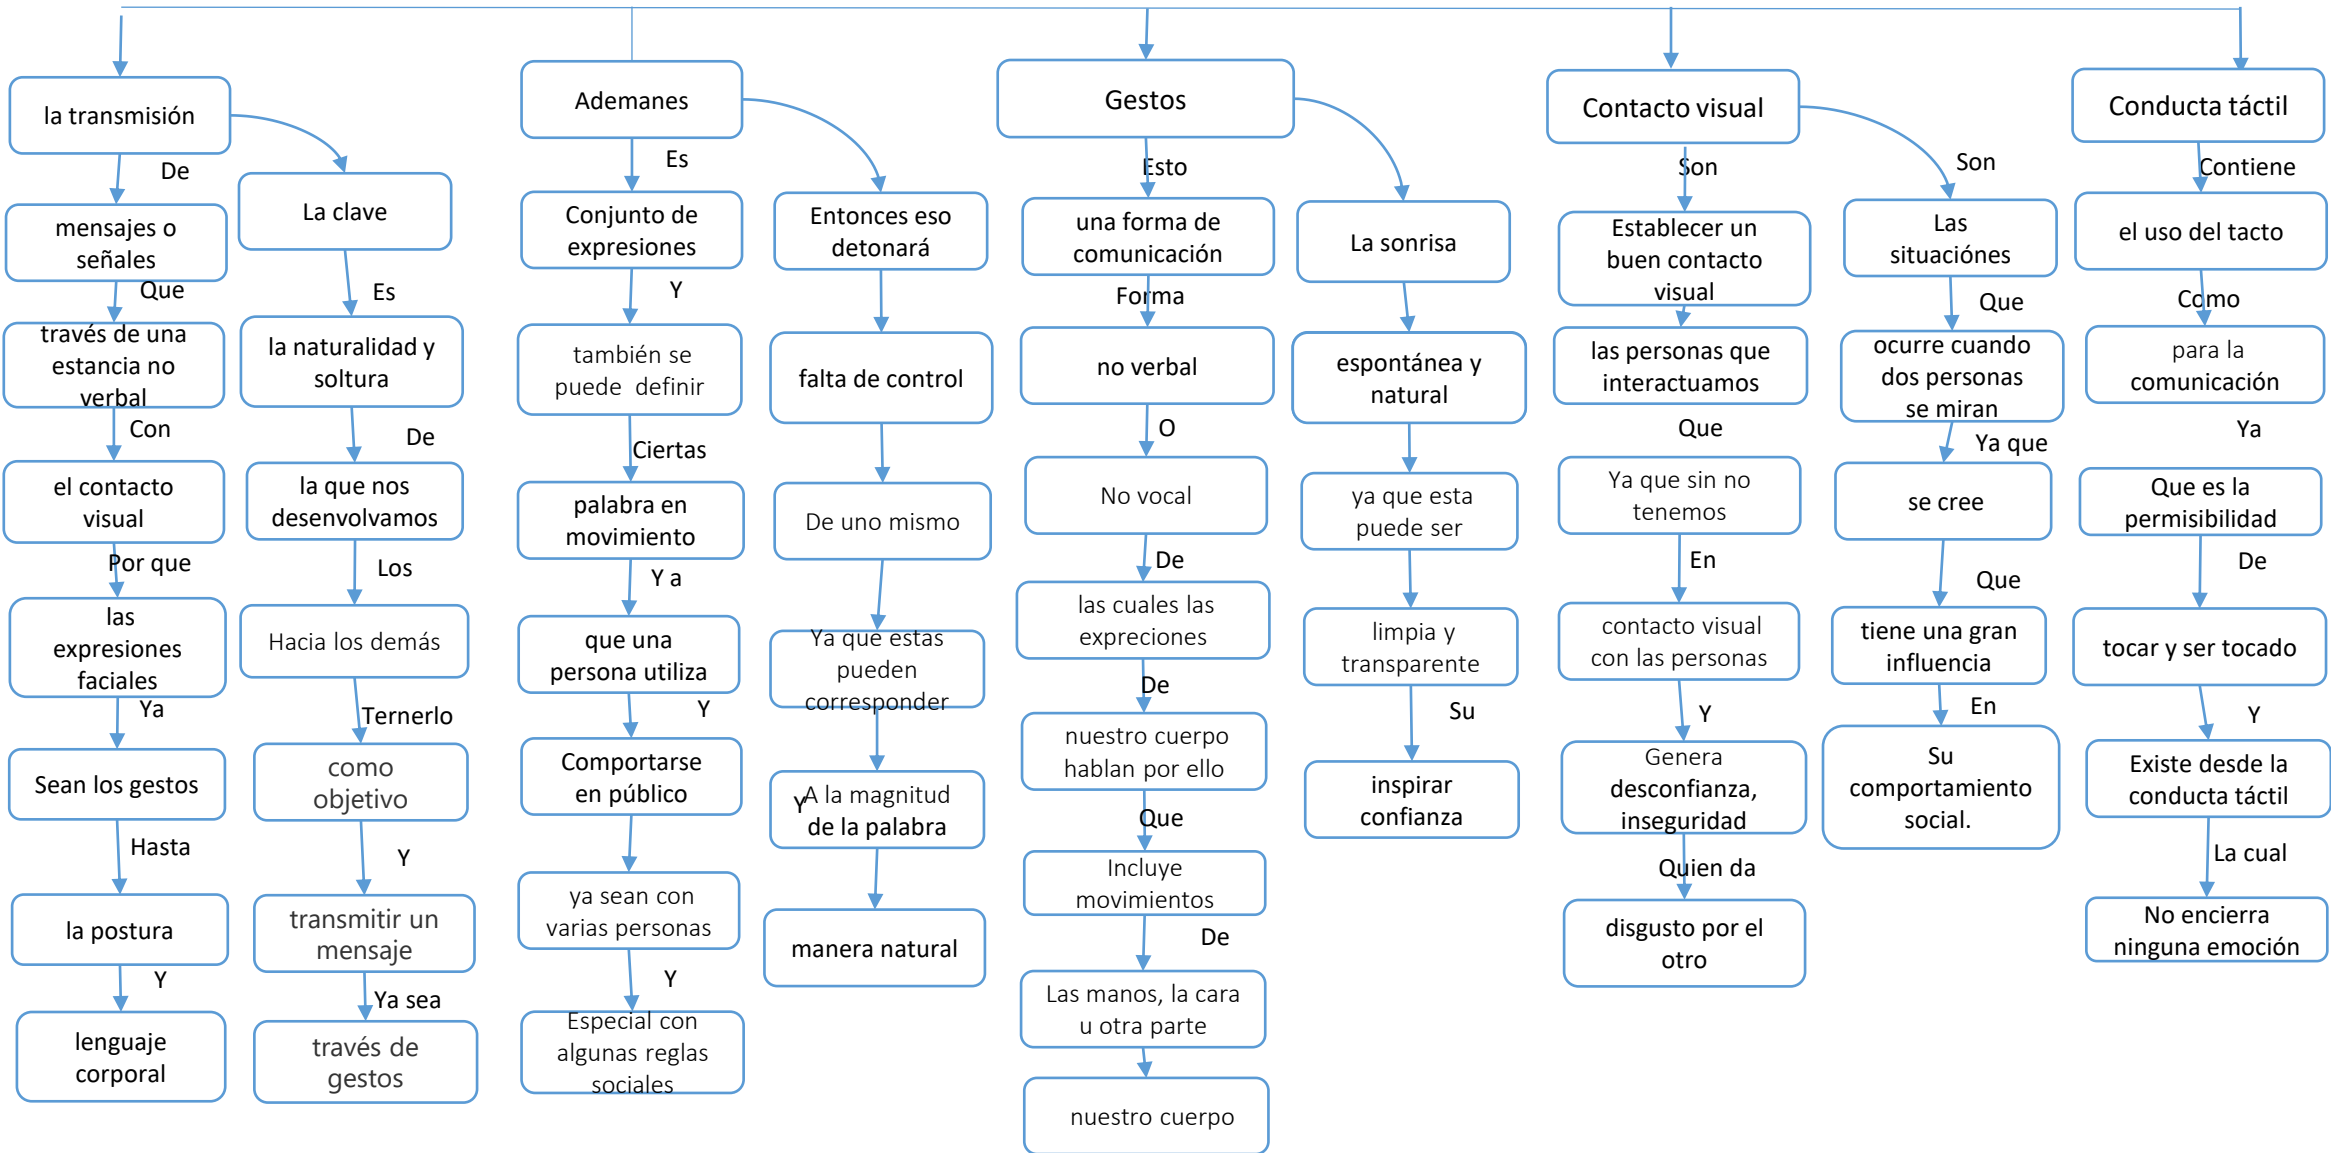 la transmisión
De
mensajes o
señales
Que
través de una
estancia no
verbal
Con
el contacto
visual
Por que
las
expresiones
faciales
Ya
Sean los gestos
Hasta
la postura
Y
lenguaje
corporal
La clave
Es
la naturalidad y
soltura
De
la que nos
desenvolvamos
Los
Hacia los demás
Ternerlo
como
objetivo
Y
transmitir un
mensaje
Ya sea
través de
gestos
Ademanes
Es
Conjunto de
expresiones
Y
también se
puede  definir
Ciertas
palabra en
movimiento
Y a
que una
persona utiliza
Y
Comportarse
en público
ya sean con
varias personas
Y
Especial con
algunas reglas
sociales
Entonces eso
detonará
falta de control
De uno mismo
Ya que estas
pueden
corresponder
Y
A la magnitud
de la palabra
manera natural
Gestos
Esto
una forma de
comunicación
Forma
no verbal
O
No vocal
De
las cuales las
expreciones
De
nuestro cuerpo
hablan por ello
Que
Incluye
movimientos
De
Las manos, la cara
u otra parte
nuestro cuerpo
La sonrisa
espontánea y
natural
ya que esta
puede ser
limpia y
transparente
Su
inspirar
confianza
Contacto visual
Son
Establecer un
buen contacto
visual
las personas que
interactuamos
Que
Ya que sin no
tenemos
En
contacto visual
con las personas
Y
Genera
desconfianza,
inseguridad
Quien da
disgusto por el
otro
Son
Las
situaciónes
Que
ocurre cuando
dos personas
se miran
Ya que
se cree
Que
tiene una gran
influencia
En
Su
comportamiento
social.
Conducta táctil
Contiene
el uso del tacto
Como
para la
comunicación
Ya
Que es la
permisibilidad
De
tocar y ser tocado
Y
Existe desde la
conducta táctil
La cual
No encierra
ninguna emoción